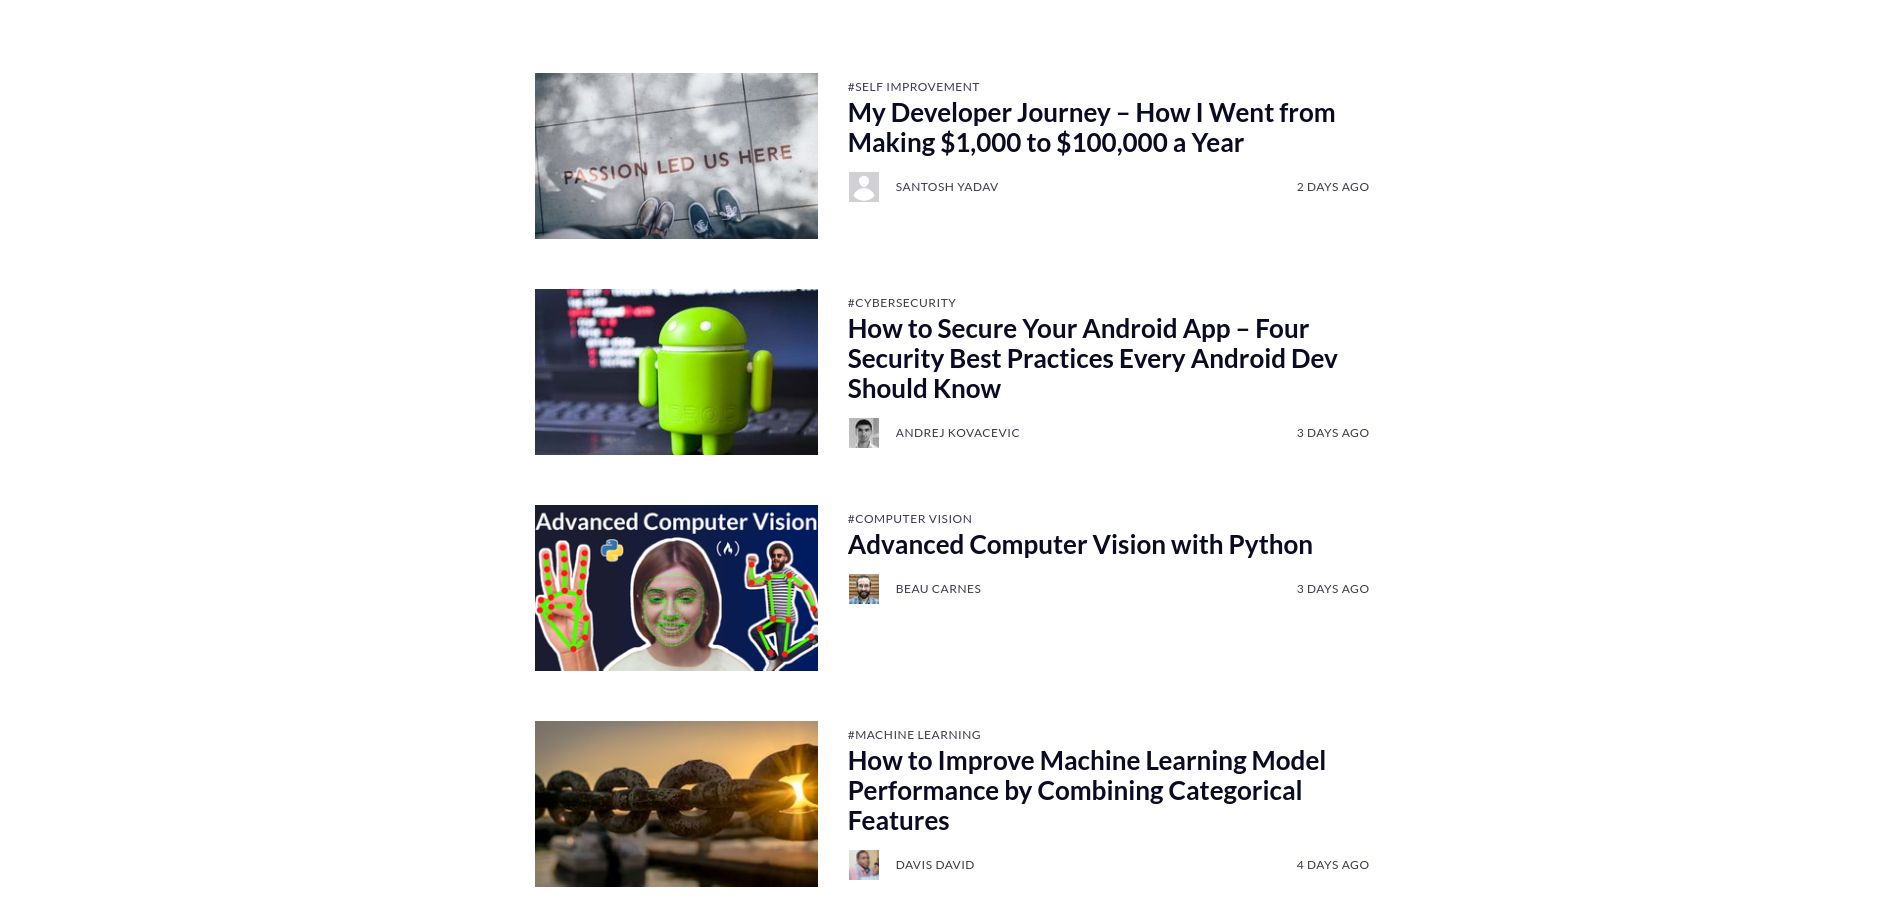 #SELF IMPROVEMENT
My Developer Journey – How I Went from
Making $1,000 to $100,000 a Year
SANTOSH YADAV
2 DAYS AGO
PASSION LED US HERE
#CYBERSECURITY
How to Secure Your Android App – Four
Security Best Practices Every Android Dev
Should Know
ANDREJ KOVACEVIC
3 DAYS AGO
Advanced Computer Vision
#COMPUTER VISION
Advanced Computer Vision with Python
BEAU CARNES
3 DAYS AGO
#MACHINE LEARNING
How to Improve Machine Learning Model
Performance by Combining Categorical
Features
DAVIS DAVID
4 DAYS AGO